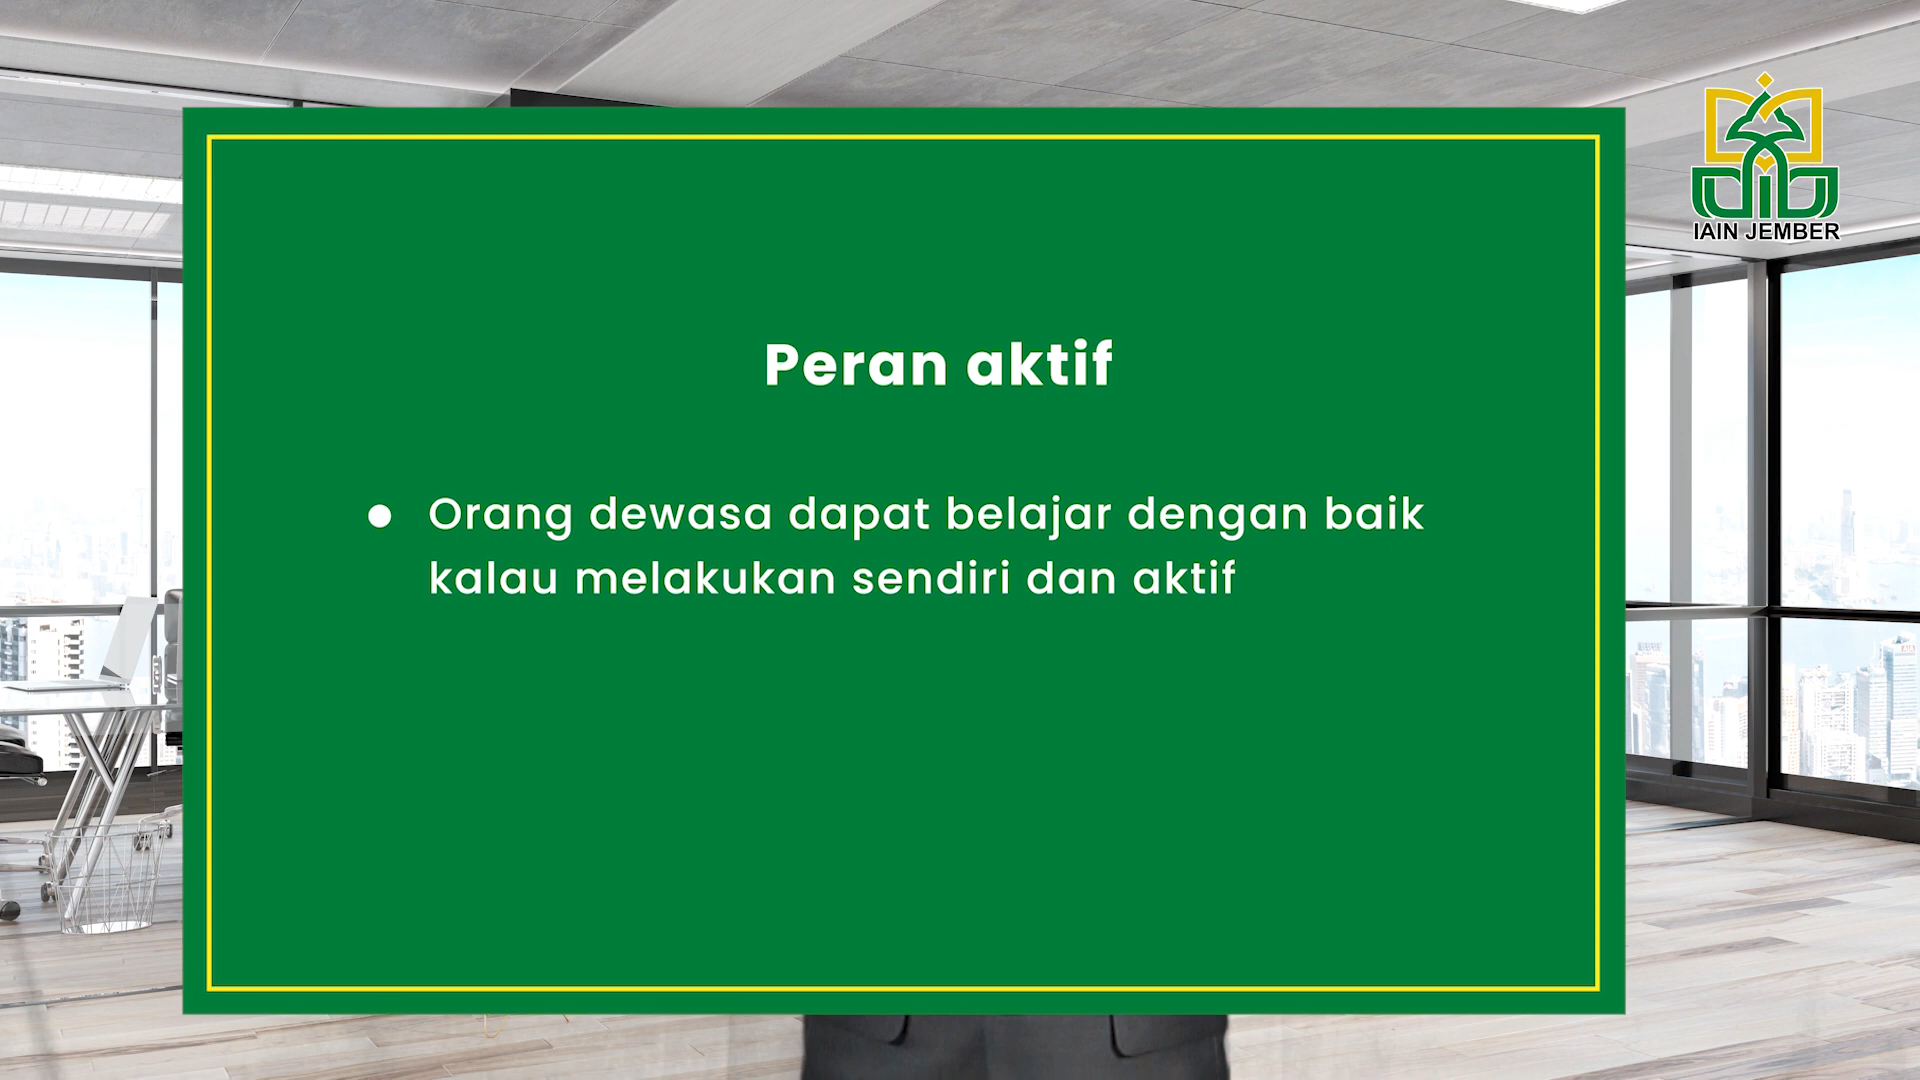 IAIN JEMBER
Peran aktif
● Orang dewasa dapat belajar dengan baik
kalau melakukan sendiri dan aktif